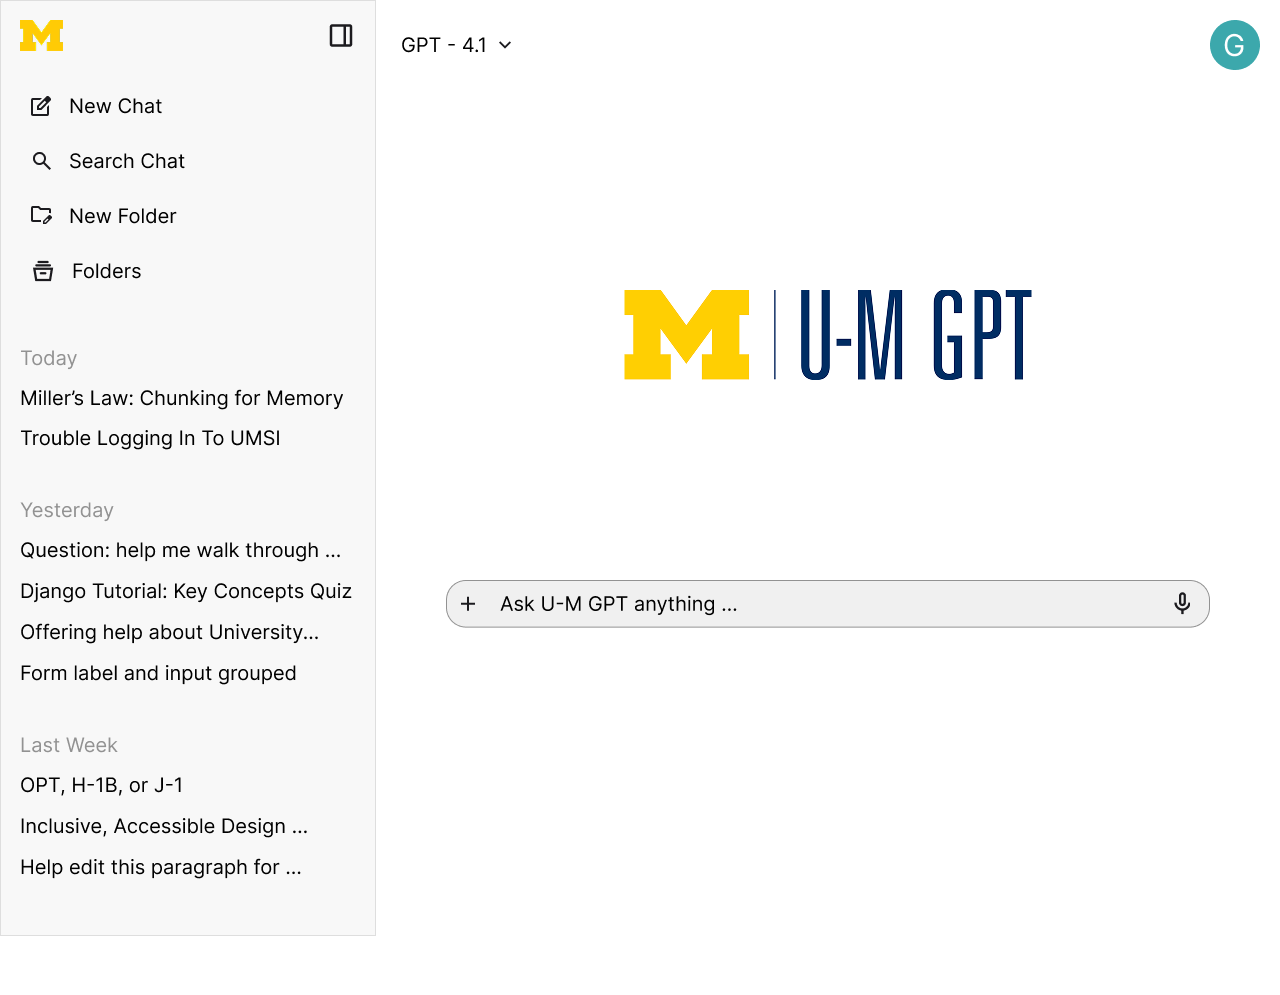 M
GPT - 4.1
G
New Chat
Search Chat
New Folder
Folders
Today
Miller’s Law: Chunking for Memory
Trouble Logging In To UMSI
Yesterday
Question: help me walk through ...
Django Tutorial: Key Concepts Quiz
Offering help about University...
Form label and input grouped
Last Week
OPT, H-1B, or J-1
Inclusive, Accessible Design ...
Help edit this paragraph for ...
M | U-M GPT
Ask U-M GPT anything ...